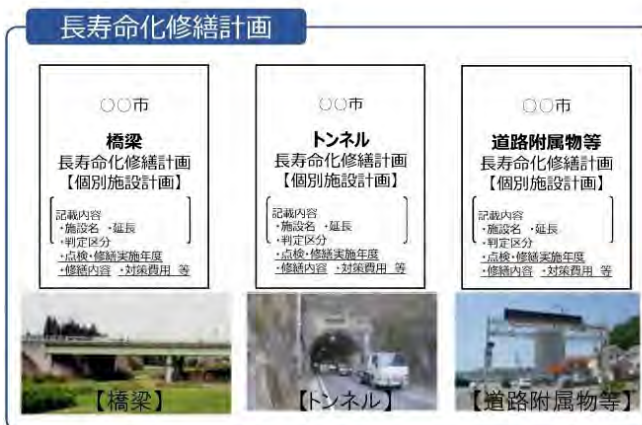 長寿命化修繕計画
○○市
橋梁
長寿命化修繕計画
【個別施設計画】
記載内容
・施設名 ・延長
・判定区分
・点検・修繕実施年度
・修繕内容 ・対策費用 等
【橋梁】
○○市
トンネル
長寿命化修繕計画
【個別施設計画】
記載内容
・施設名 ・延長
・判定区分
・点検・修繕実施年度
・修繕内容 ・対策費用 等
【トンネル】
○○市
道路附属物等
長寿命化修繕計画
【個別施設計画】
記載内容
・施設名 ・延長
・判定区分
・点検・修繕実施年度
・修繕内容 ・対策費用 等
【道路附属物等】